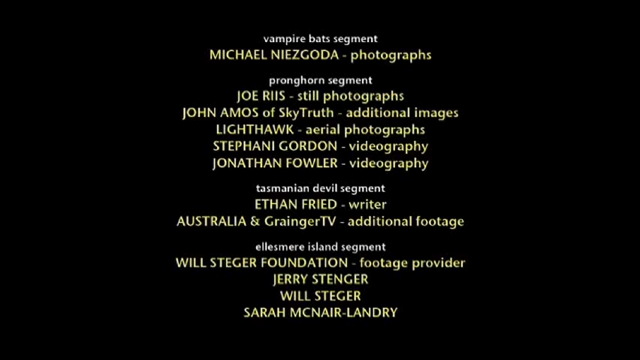 vampire bats segment
MICHAEL NIEZGODA - photographs
pronghorn segment
JOE RIIS - still photographs
JOHN AMOS of SkyTruth - additional images
LIGHTHAWK - aerial photographs
STEPHANI GORDON - videography
JONATHAN FOWLER - videography
tasmanian devil segment
ETHAN FRIED - writer
AUSTRALIA & GraingerTV - additional footage
ellesmere island segment
WILL STEGER FOUNDATION - footage provider
JERRY STENGER
WILL STEGER
SARAH MCNAIR-LANDRY